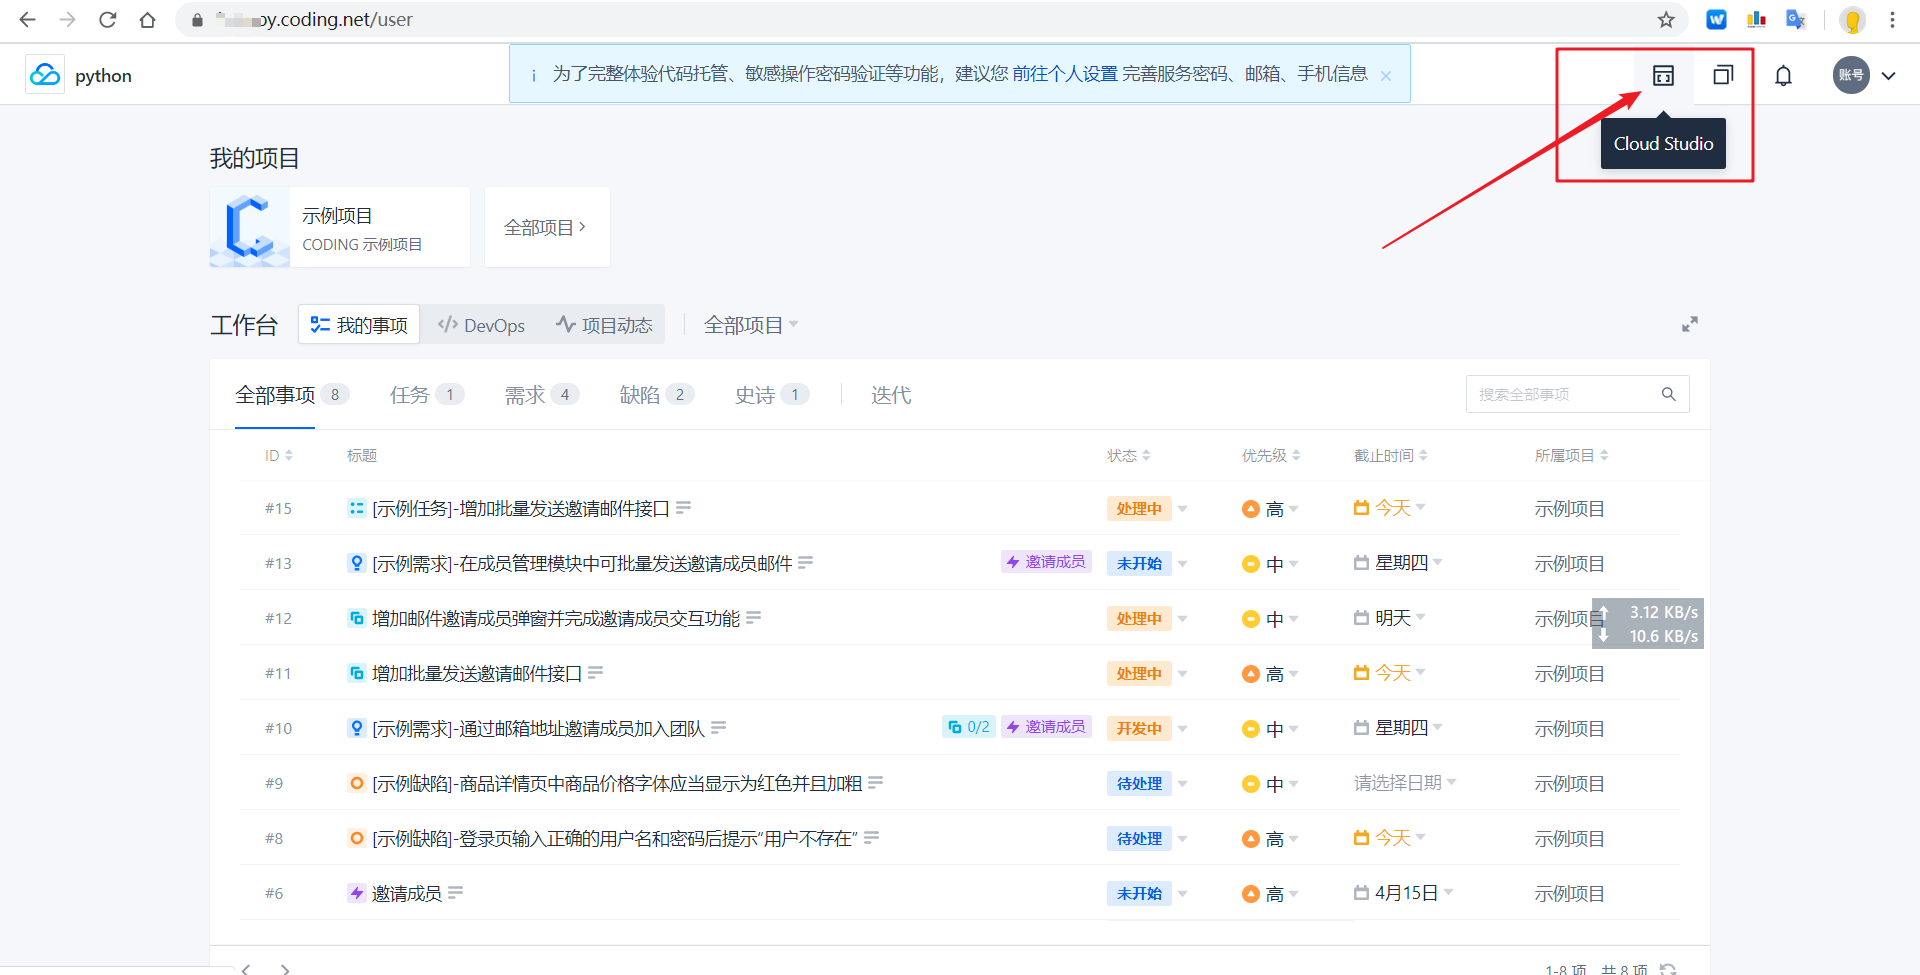 py.coding.net/user
python
为了完整体验代码托管、敏感操作密码验证等功能，建议您 前往个人设置 完善服务密码、邮箱、手机信息
账号
Cloud Studio
我的项目
示例项目
CODING 示例项目
全部项目
工作台 我的事项 DevOps 项目动态 全部项目
全部事项 8 任务 1 需求 4 缺陷 2 史诗 1 迭代 搜索全部事项
ID 标题 状态 优先级 截止时间 所属项目
#15 [示例任务]-增加批量发送邀请邮件接口 处理中 高 今天 示例项目
#13 [示例需求]-在成员管理模块中可批量发送邀请成员邮件 邀请成员 未开始 中 星期四 示例项目
#12 增加邮件邀请成员弹窗并完成邀请成员交互功能 处理中 中 明天 示例项目
3.12 KB/s
10.6 KB/s
#11 增加批量发送邀请邮件接口 处理中 高 今天 示例项目
#10 [示例需求]-通过邮箱地址邀请成员加入团队 0/2 邀请成员 开发中 中 星期四 示例项目
#9 [示例缺陷]-商品详情页中商品价格字体应当显示为红色并且加粗 待处理 中 请选择日期 示例项目
#8 [示例缺陷]-登录页输入正确的用户名和密码后提示“用户不存在” 待处理 高 今天 示例项目
#6 邀请成员 未开始 高 4月15日 示例项目
1-8 项 共 8 项